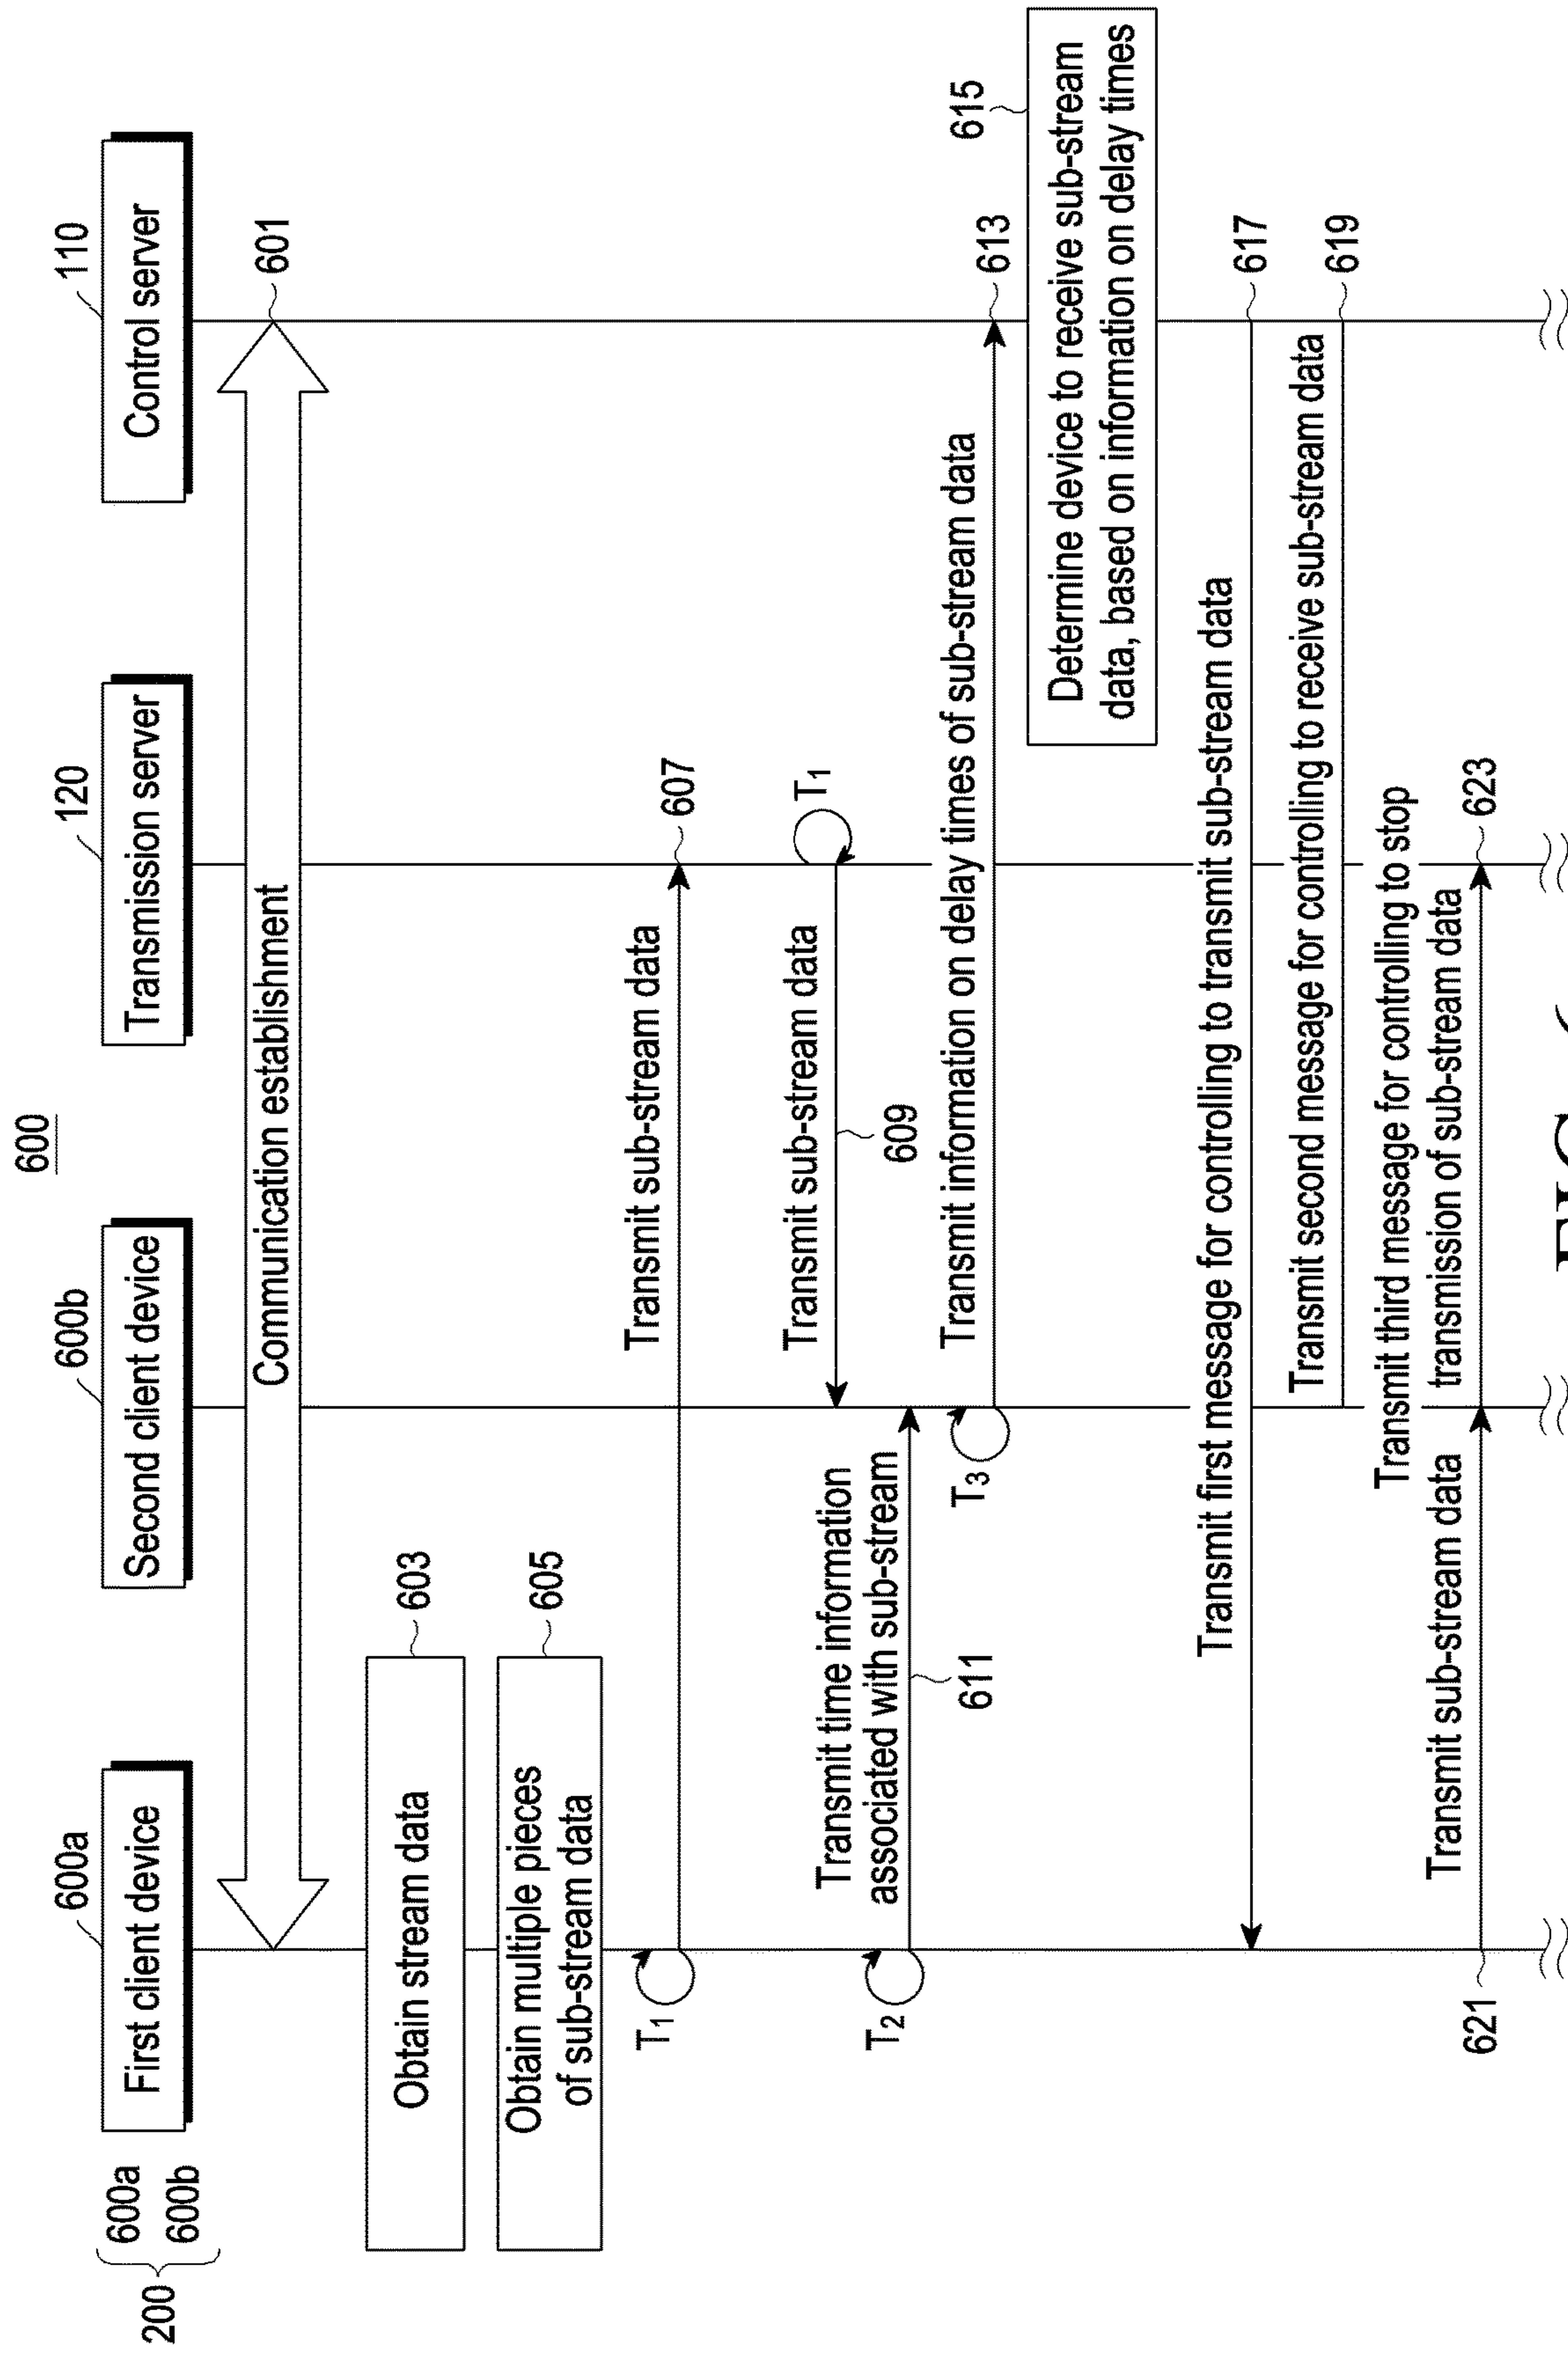 600
200
600a
600b
600a
First client device
600b
Second client device
120
Transmission server
110
Control server
Communication establishment
601
Obtain stream data
603
Obtain multiple pieces
of sub-stream data
605
T1
Transmit sub-stream data
607
T1
Transmit sub-stream data
609
T2
Transmit time information
associated with sub-stream
611
T3
Transmit information on delay times of sub-stream data
613
615
Determine device to receive sub-stream
data, based on information on delay times
Transmit first message for controlling to transmit sub-stream data
617
Transmit second message for controlling to receive sub-stream data
619
Transmit third message for controlling to stop
transmission of sub-stream data
623
Transmit sub-stream data
621